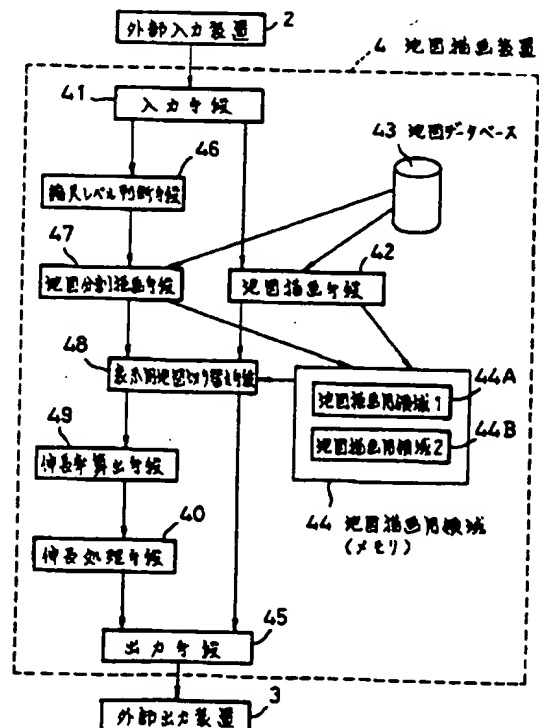 外部入力装置 2
4 地図描画装置
41 入力手段
43 地図データベース
46
縮尺レベル判断手段
47
42
地図分割描画手段
地図描画手段
48
表示用地図切り替え手段
44A
地図描画用領域1
44B
地図描画用領域2
49
伸長率算出手段
44 地図描画用領域
(メモリ)
40
伸長処理手段
45
出力手段
3
外部出力装置